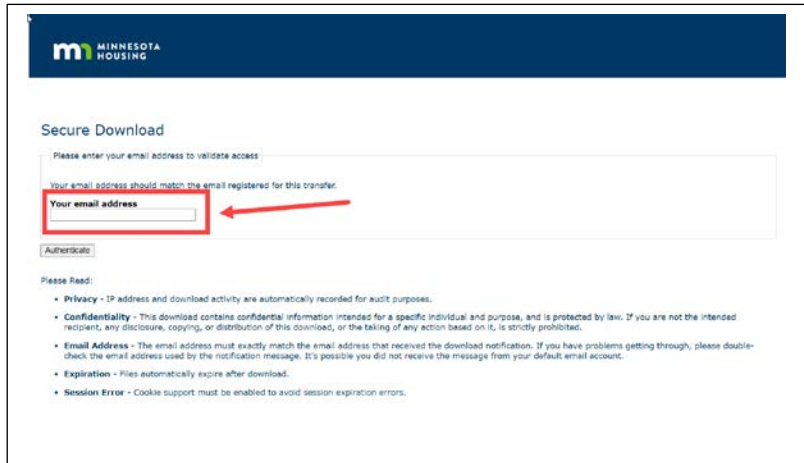 MINNESOTA
HOUSING
Secure Download
Please enter your email address to validate access
Your email address should match the email registered for this transfer.
Your email address
Authenticate
Please Read:
• Privacy - IP address and download activity are automatically recorded for audit purposes.
• Confidentiality - This download contains confidential information intended for a specific individual and purpose, and is protected by law. If you are not the intended
recipient, any disclosure, copying, or distribution of this download, or the taking of any action based on it, is strictly prohibited.
• Email Address - The email address must exactly match the email address that received the download notification. If you have problems getting through, please double-
check the email address used by the notification message. It's possible you did not receive the message from your default email account.
• Expiration - Files automatically expire after download.
• Session Error - Cookie support must be enabled to avoid session expiration errors.